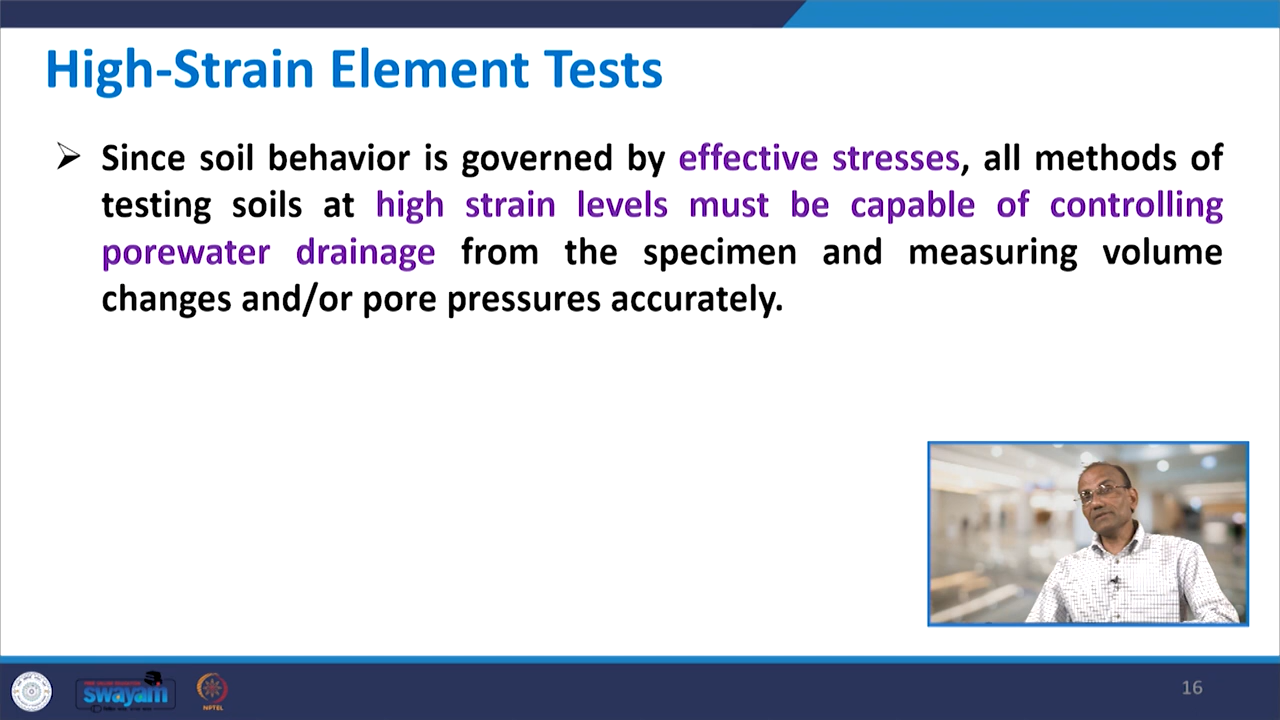 High-Strain Element Tests
➢ Since soil behavior is governed by effective stresses, all methods of
testing soils at high strain levels must be capable of controlling
porewater drainage from the specimen and measuring volume
changes and/or pore pressures accurately.
swayam
NPTEL
16